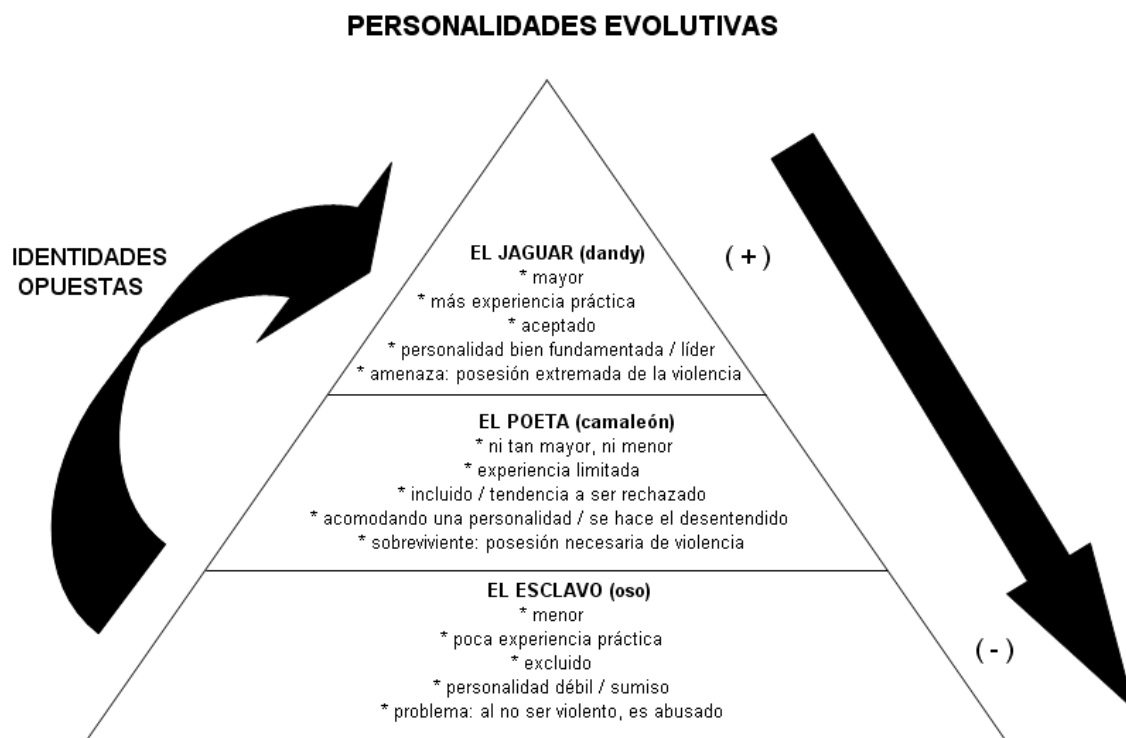 PERSONALIDADES EVOLUTIVAS
IDENTIDADES
OPUESTAS
EL JAGUAR (dandy)
* mayor
* más experiencia práctica
* aceptado
* personalidad bien fundamentada / líder
* amenaza: posesión extremada de la violencia
( + )
EL POETA (camaleón)
* ni tan mayor, ni menor
* experiencia limitada
* incluido / tendencia a ser rechazado
* acomodando una personalidad / se hace el desentendido
* sobreviviente: posesión necesaria de violencia
EL ESCLAVO (oso)
* menor
* poca experiencia práctica
* excluido
* personalidad débil / sumiso
* problema: al no ser violento, es abusado
( - )